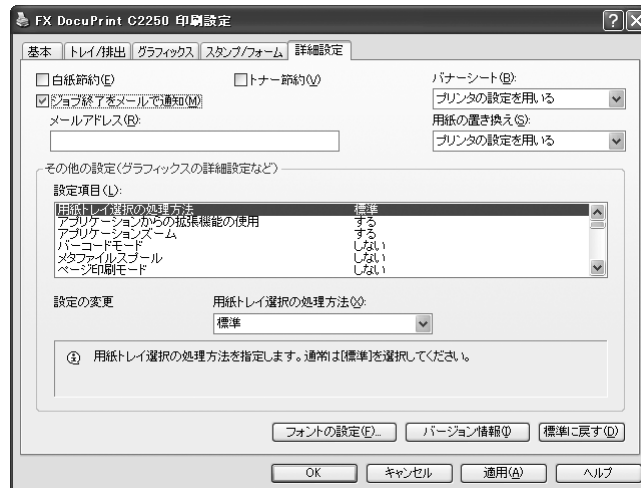 FX DocuPrint C2250 印刷設定
基本 トレイ/排出 グラフィックス スタンプ/フォーム 詳細設定
白紙節約(E) トナー節約(V) バナーシート(B):
プリンタの設定を用いる
ジョブ終了をメールで通知(M)
メールアドレス(R): 用紙の置き換え(S):
プリンタの設定を用いる
その他の設定(グラフィックスの詳細設定など)
設定項目(L):
用紙トレイ選択の処理方法 標準
アプリケーションからの拡張機能の使用 する
アプリケーションズーム する
バーコードモード しない
メタファイルスプール しない
ページ印刷モード しない
設定の変更 用紙トレイ選択の処理方法(X):
標準
用紙トレイ選択の処理方法を指定します。通常は[標準]を選択してください。
フォントの設定(F)... バージョン情報(I) 標準に戻す(D)
OK キャンセル 適用(A) ヘルプ